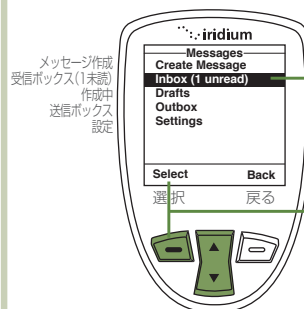 iridium
Messages
メッセージ作成
Create Message
受信ボックス(1未読)
Inbox (1 unread)
作成中
Drafts
送信ボックス
Outbox
設定
Settings
Select Back
選択 戻る